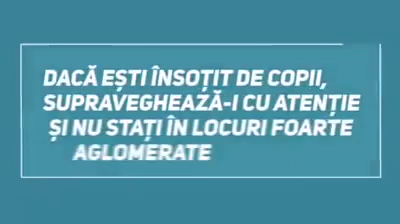 DACĂ EȘTI ÎNSOȚIT DE COPII,
SUPRAVEGHEAZĂ-I CU ATENȚIE
ȘI NU STAȚI ÎN LOCURI FOARTE
AGLOMERATE